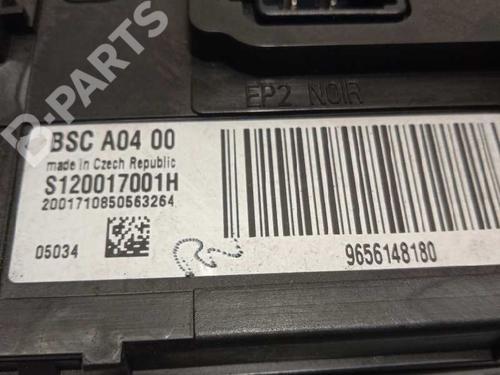 B-PARTS
EP2 NOIR
BSC A04 00
made in Czech Republic
S120017001H
2001710850563264
05034
9656148180